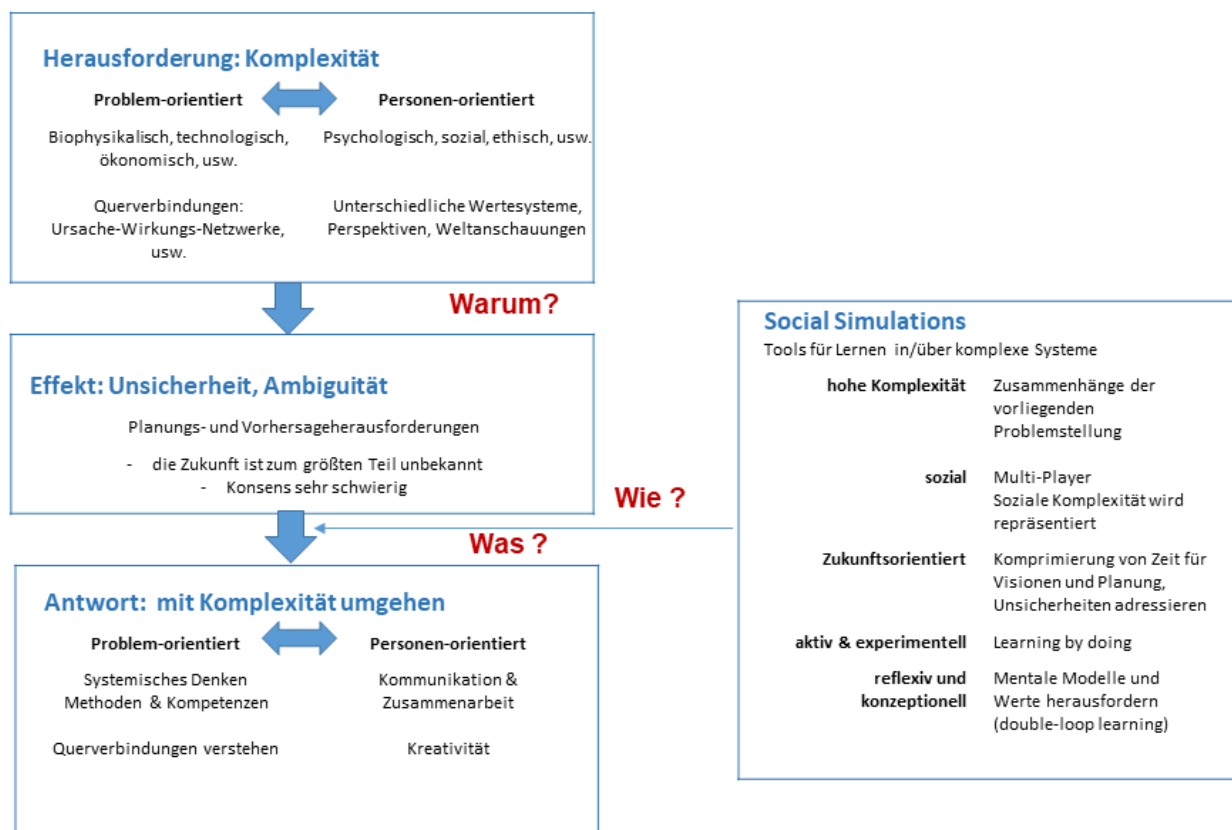 Herausforderung: Komplexität
Problem-orientiert
Personen-orientiert
Biophysikalisch, technologisch,
ökonomisch, usw.
Psychologisch, sozial, ethisch, usw.
Querverbindungen:
Ursache-Wirkungs-Netzwerke,
usw.
Unterschiedliche Wertesysteme,
Perspektiven, Weltanschauungen
Warum?
Effekt: Unsicherheit, Ambiguität
Planungs- und Vorhersageherausforderungen
- die Zukunft ist zum größten Teil unbekannt
- Konsens sehr schwierig
Wie ?
Was ?
Antwort: mit Komplexität umgehen
Problem-orientiert
Personen-orientiert
Systemisches Denken
Methoden & Kompetenzen
Kommunikation &
Zusammenarbeit
Querverbindungen verstehen
Kreativität
Social Simulations
Tools für Lernen in/über komplexe Systeme
hohe Komplexität
Zusammenhänge der
vorliegenden
Problemstellung
sozial
Multi-Player
Soziale Komplexität wird
repräsentiert
Zukunftsorientiert
Komprimierung von Zeit für
Visionen und Planung,
Unsicherheiten adressieren
aktiv & experimentell
Learning by doing
reflexiv und
konzeptionell
Mentale Modelle und
Werte herausfordern
(double-loop learning)